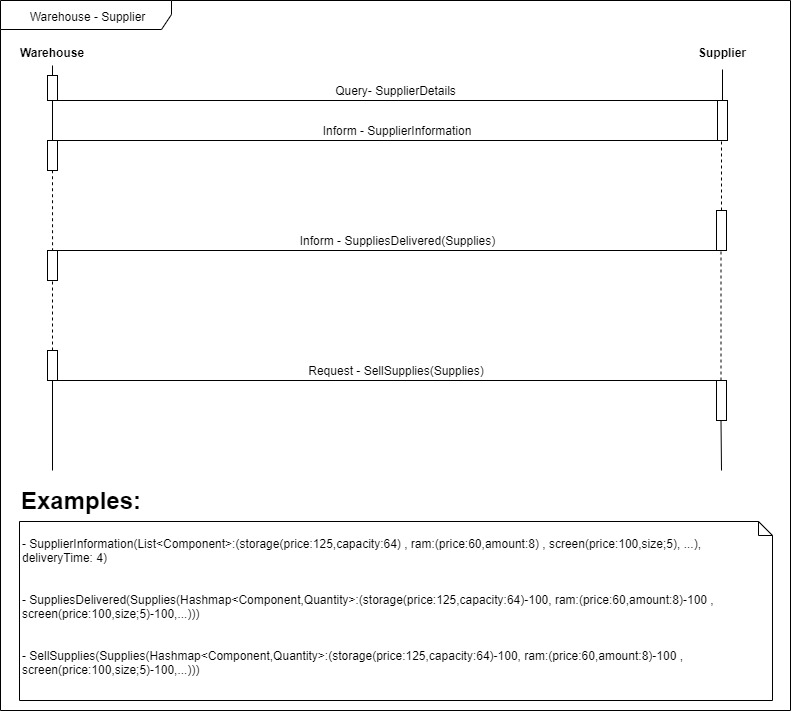 Warehouse - Supplier
Warehouse
Supplier
Query- SupplierDetails
Inform - SupplierInformation
Inform - SuppliesDelivered(Supplies)
Request - SellSupplies(Supplies)
Examples:
- SupplierInformation(List<Component>:(storage(price:125,capacity:64) , ram:(price:60,amount:8) , screen(price:100,size;5), ...),
deliveryTime: 4)
- SuppliesDelivered(Supplies(Hashmap<Component,Quantity>:(storage(price:125,capacity:64)-100, ram:(price:60,amount:8)-100 ,
screen(price:100,size;5)-100,...)))
- SellSupplies(Supplies(Hashmap<Component,Quantity>:(storage(price:125,capacity:64)-100, ram:(price:60,amount:8)-100 ,
screen(price:100,size;5)-100,...)))